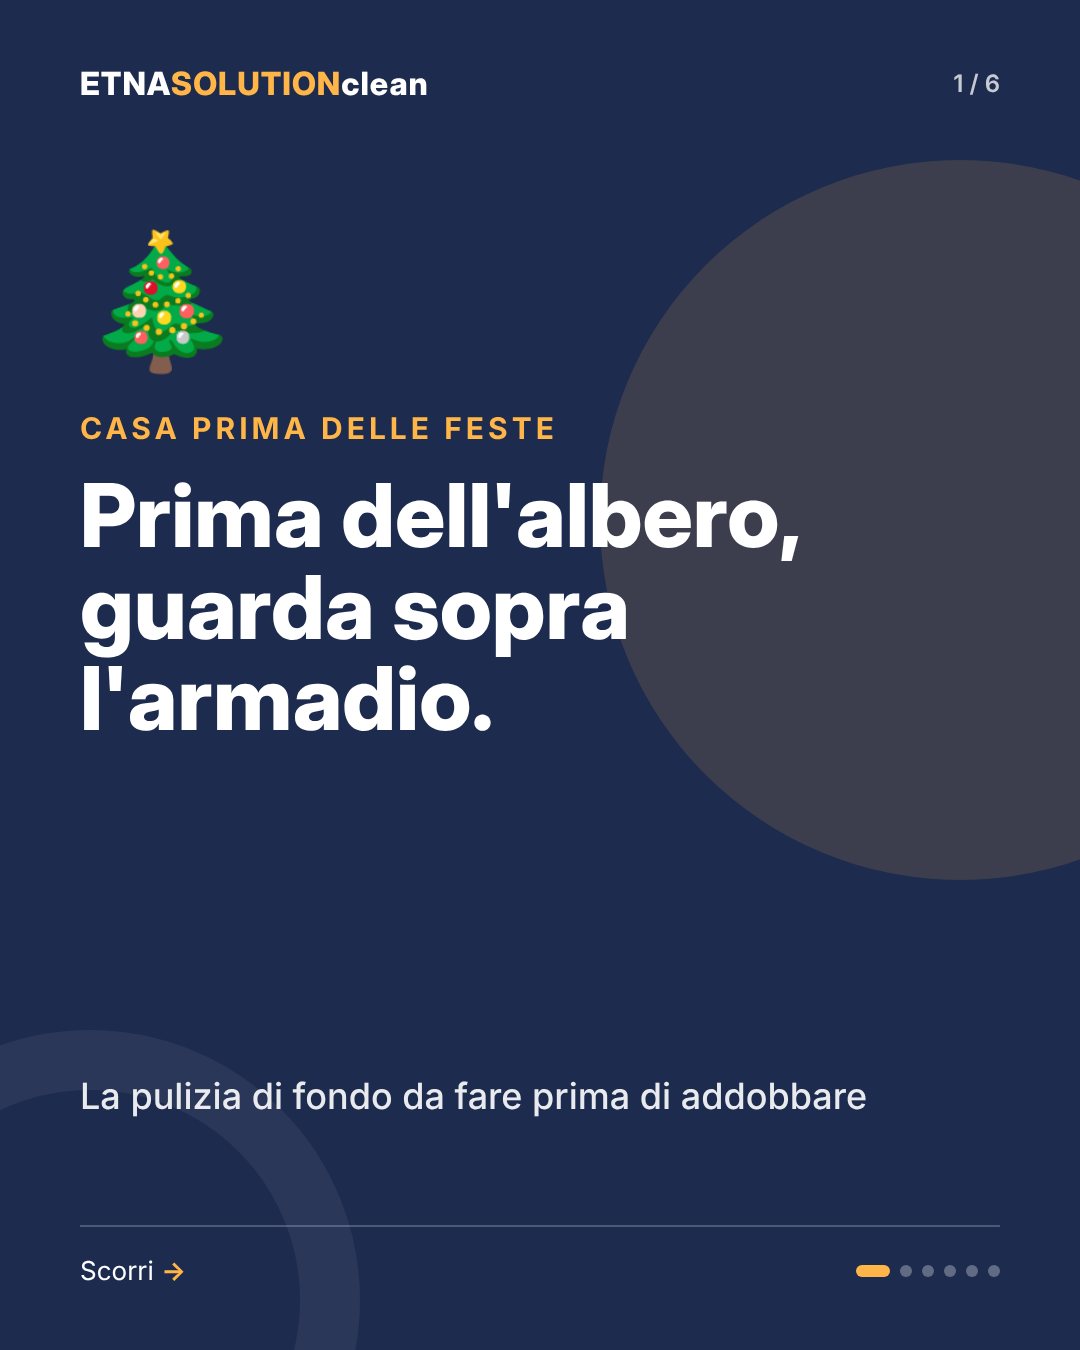 ETNASOLUTIONclean
1 / 6
CASA PRIMA DELLE FESTE
Prima dell'albero,
guarda sopra
l'armadio.
La pulizia di fondo da fare prima di addobbare
Scorri →